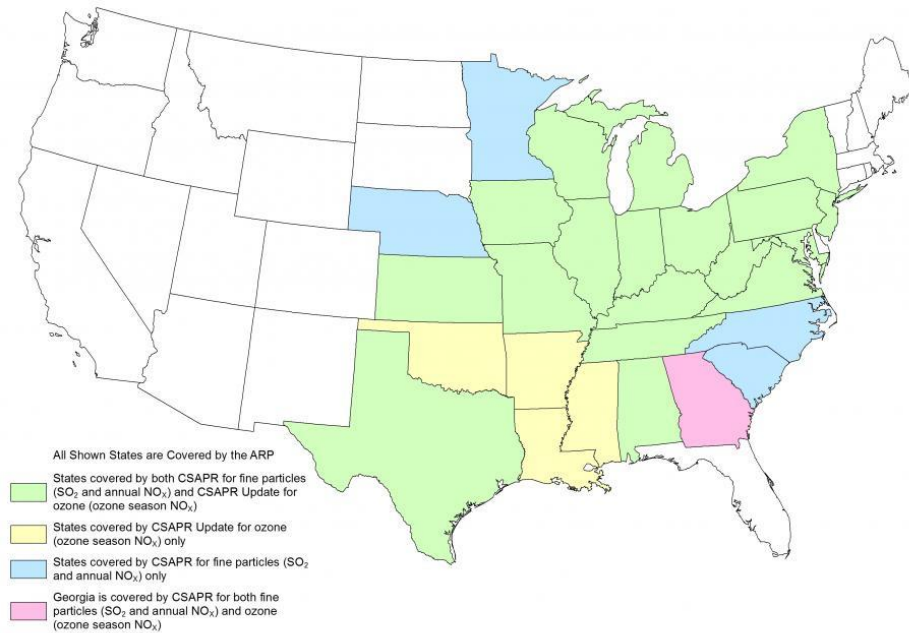 All Shown States are Covered by the ARP
States covered by both CSAPR for fine particles
(SO₂ and annual NOₓ) and CSAPR Update for
ozone (ozone season NOₓ)
States covered by CSAPR Update for ozone
(ozone season NOₓ) only
States covered by CSAPR for fine particles (SO₂
and annual NOₓ) only
Georgia is covered by CSAPR for both fine
particles (SO₂ and annual NOₓ) and ozone
(ozone season NOₓ)